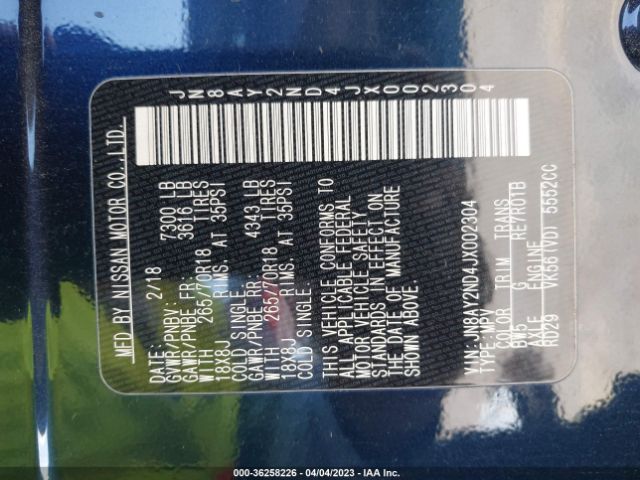 MFD BY NISSAN MOTOR CO.,LTD.
JN8AY2ND4JX002304
DATE: 2/18
GVWR/PNBV: 7300 LB
GAWR/PNBE FR: 3616 LB
WITH 265/70R18 TIRES
18X8J RIMS. AT 35PSI
COLD SINGLE
GAWR/PNBE RR: 4343 LB
WITH 265/70R18 TIRES
18X8J RIMS. AT 35PSI
COLD SINGLE
THIS VEHICLE CONFORMS TO
ALL APPLICABLE FEDERAL
MOTOR VEHICLE SAFETY
STANDARDS IN EFFECT ON
THE DATE OF MANUFACTURE
SHOWN ABOVE.
VIN:JN8AY2ND4JX002304
TYPE:MPV
COLOR TRIM TRANS
BW5 G RE7R01B
AXLE ENGINE
RD29 VK56(VD) 5552CC
000-36258226 - 04/04/2023 - IAA Inc.